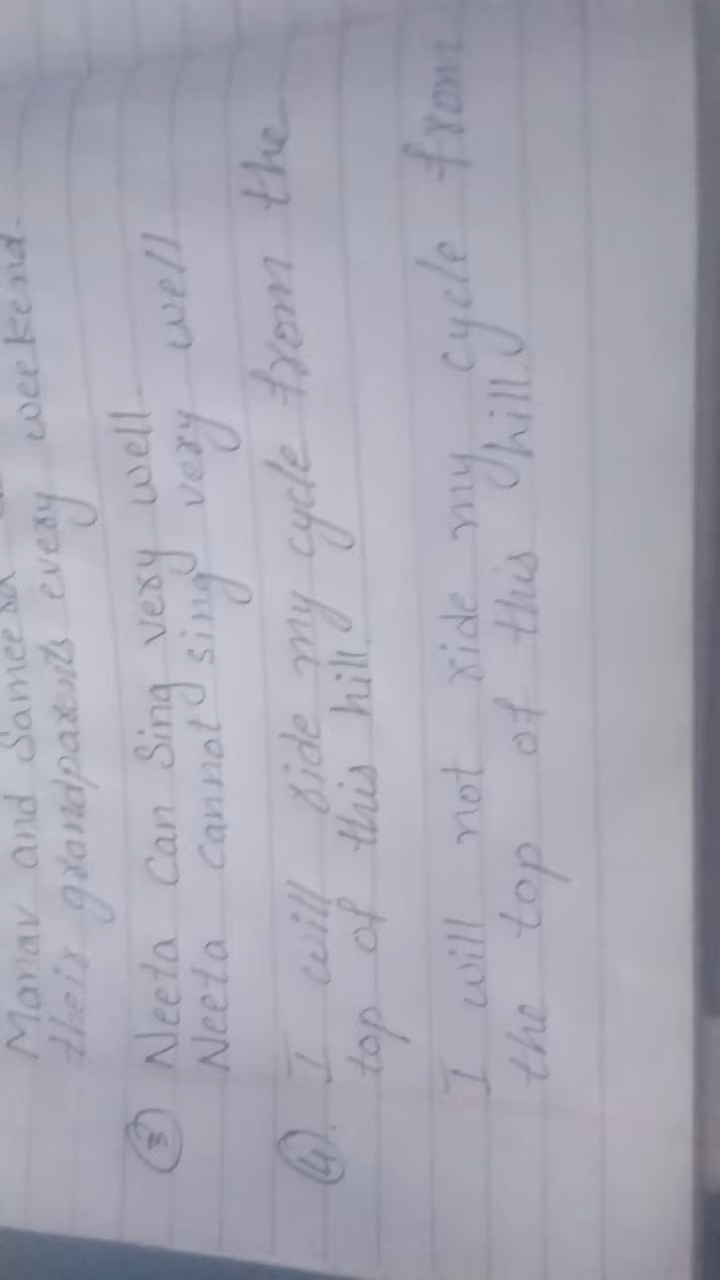 Manav and Sameera
their grandparents every weekend.
③ Neeta Can Sing very well
Neeta cannot sing very well
④. I will ride my cycle from the
top of this hill.
I will not ride my cycle from
the top of this hill.